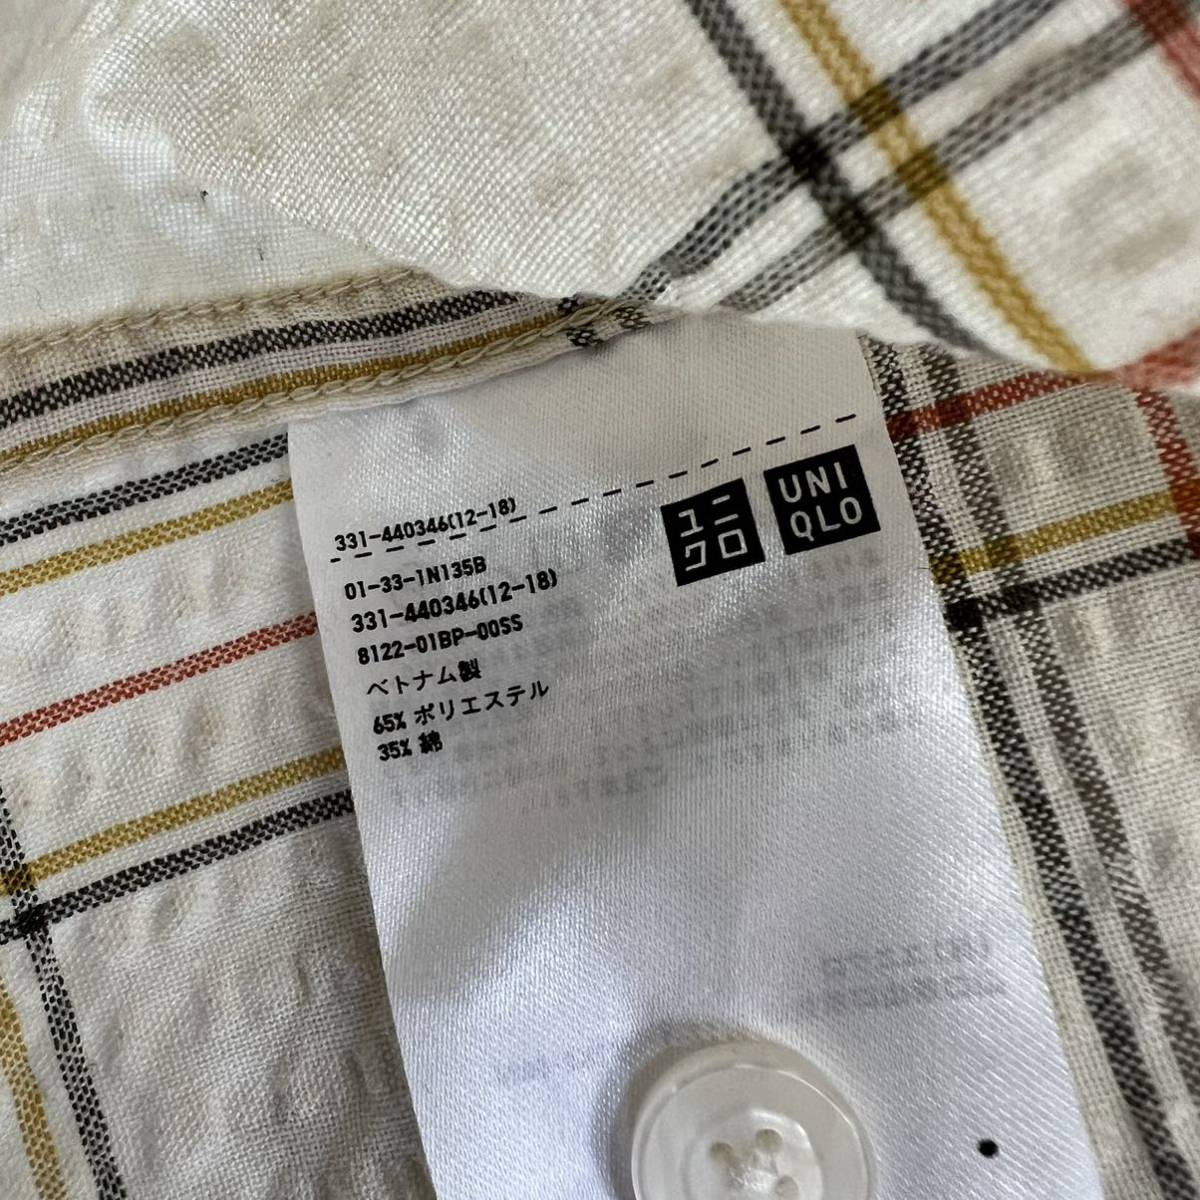 331-440346(12-18)
ユニ
クロ
UNI
QLO
01-33-1N135B
331-440346(12-18)
8122-01BP-00SS
ベトナム製
65% ポリエステル
35% 綿